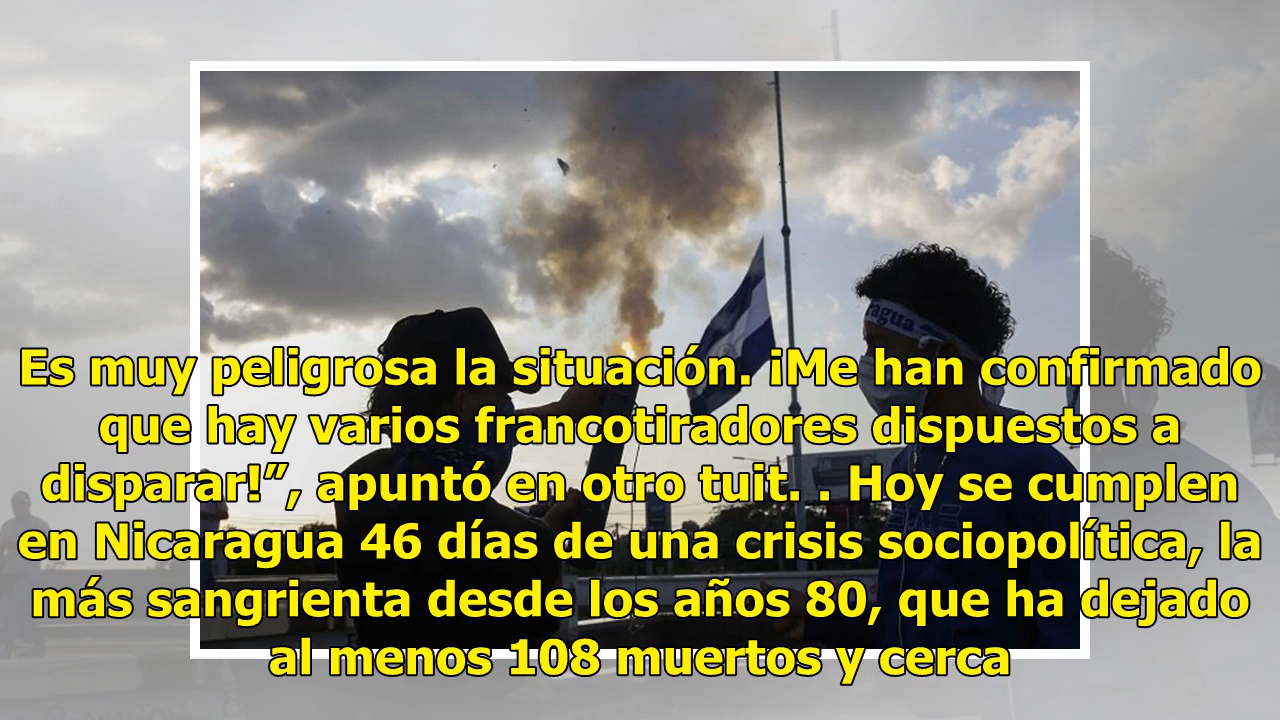 ragua
Es muy peligrosa la situación. ¡Me han confirmado
que hay varios francotiradores dispuestos a
disparar!”, apuntó en otro tuit. . Hoy se cumplen
en Nicaragua 46 días de una crisis sociopolítica, la
más sangrienta desde los años 80, que ha dejado
al menos 108 muertos y cerca